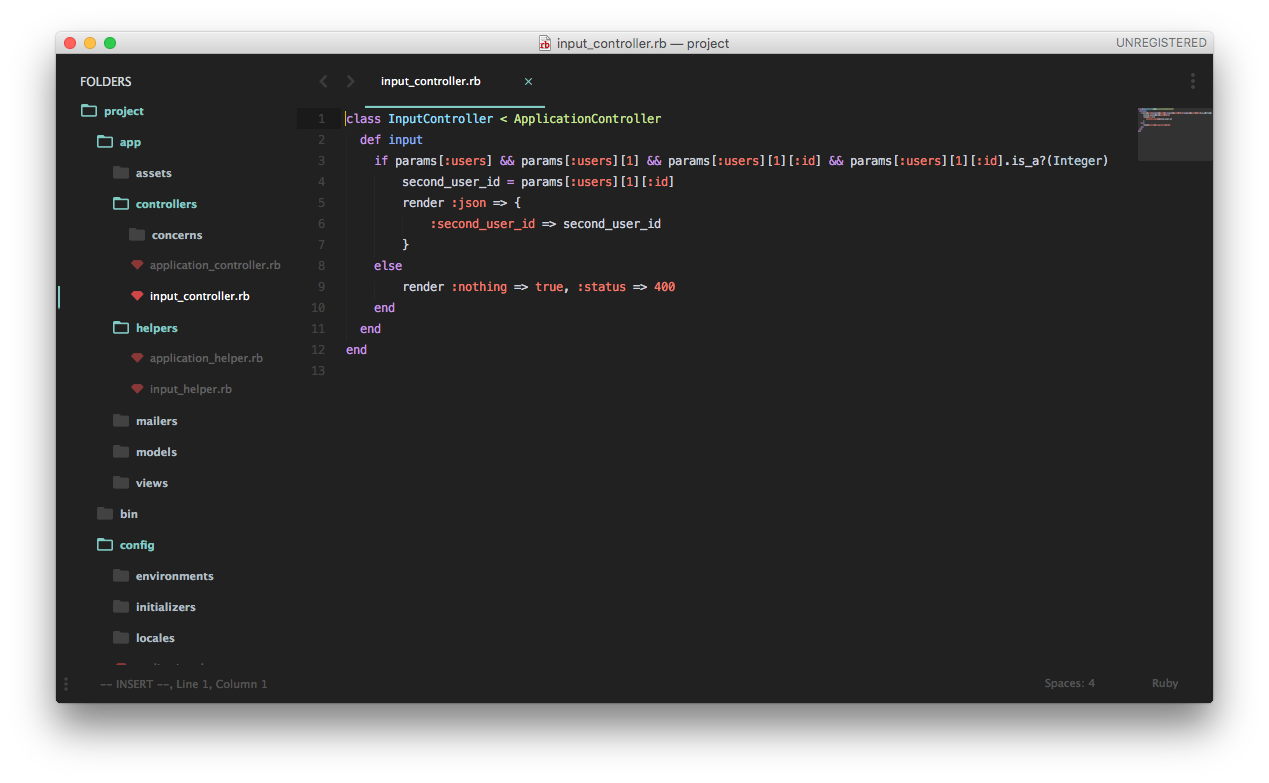 input_controller.rb — project
UNREGISTERED
FOLDERS
project
app
assets
controllers
concerns
application_controller.rb
input_controller.rb
helpers
application_helper.rb
input_helper.rb
mailers
models
views
bin
config
environments
initializers
locales
input_controller.rb ×
1 class InputController < ApplicationController
2 def input
3 if params[:users] && params[:users][1] && params[:users][1][:id] && params[:users][1][:id].is_a?(Integer)
4 second_user_id = params[:users][1][:id]
5 render :json => {
6 :second_user_id => second_user_id
7 }
8 else
9 render :nothing => true, :status => 400
10 end
11 end
12 end
13
-- INSERT --, Line 1, Column 1
Spaces: 4
Ruby